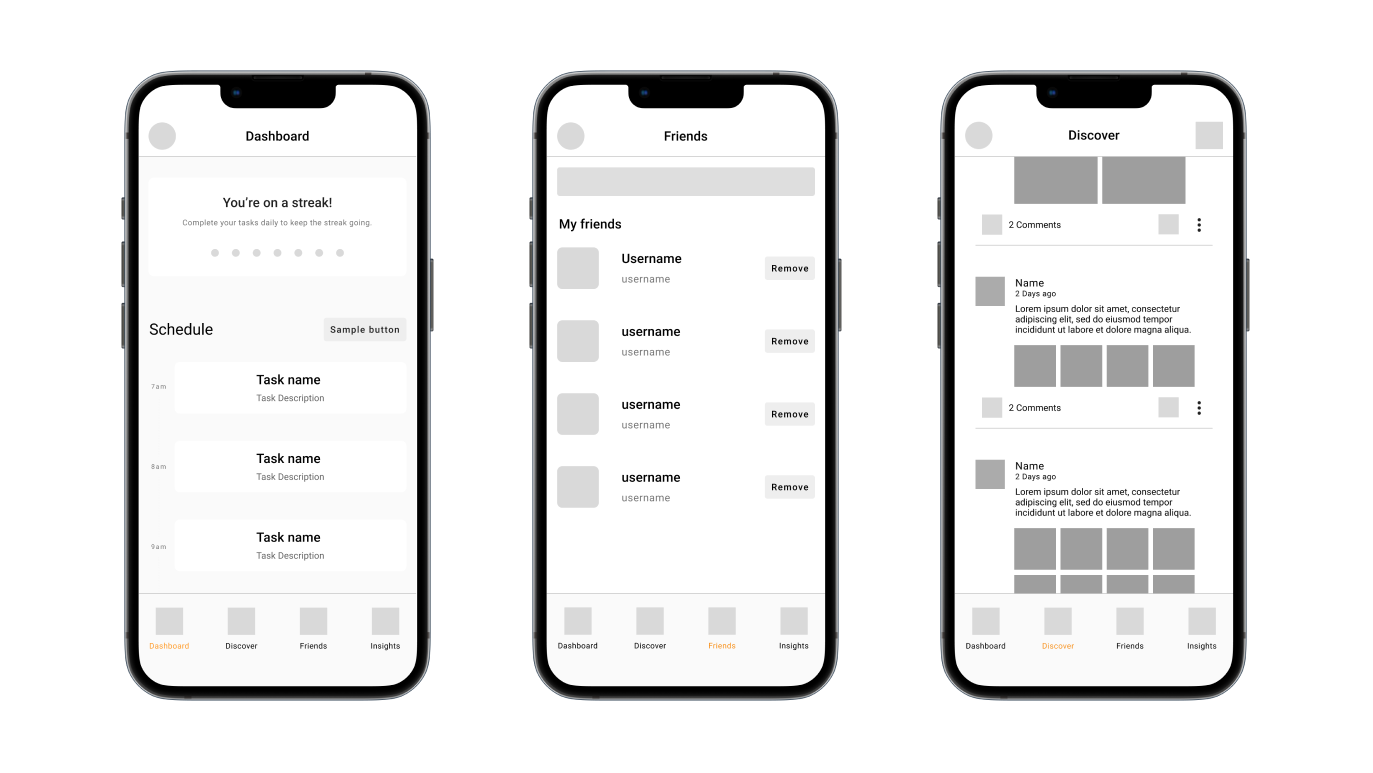 Dashboard
You're on a streak!
Complete your tasks daily to keep the streak going.
Schedule
Sample button
7am
Task name
Task Description
8am
Task name
Task Description
9am
Task name
Task Description
Dashboard
Discover
Friends
Insights
Friends
My friends
Username
username
Remove
username
username
Remove
username
username
Remove
username
username
Remove
Dashboard
Discover
Friends
Insights
Discover
2 Comments
Name
2 Days ago
Lorem ipsum dolor sit amet, consectetur
adipiscing elit, sed do eiusmod tempor
incididunt ut labore et dolore magna aliqua.
2 Comments
Name
2 Days ago
Lorem ipsum dolor sit amet, consectetur
adipiscing elit, sed do eiusmod tempor
incididunt ut labore et dolore magna aliqua.
Dashboard
Discover
Friends
Insights